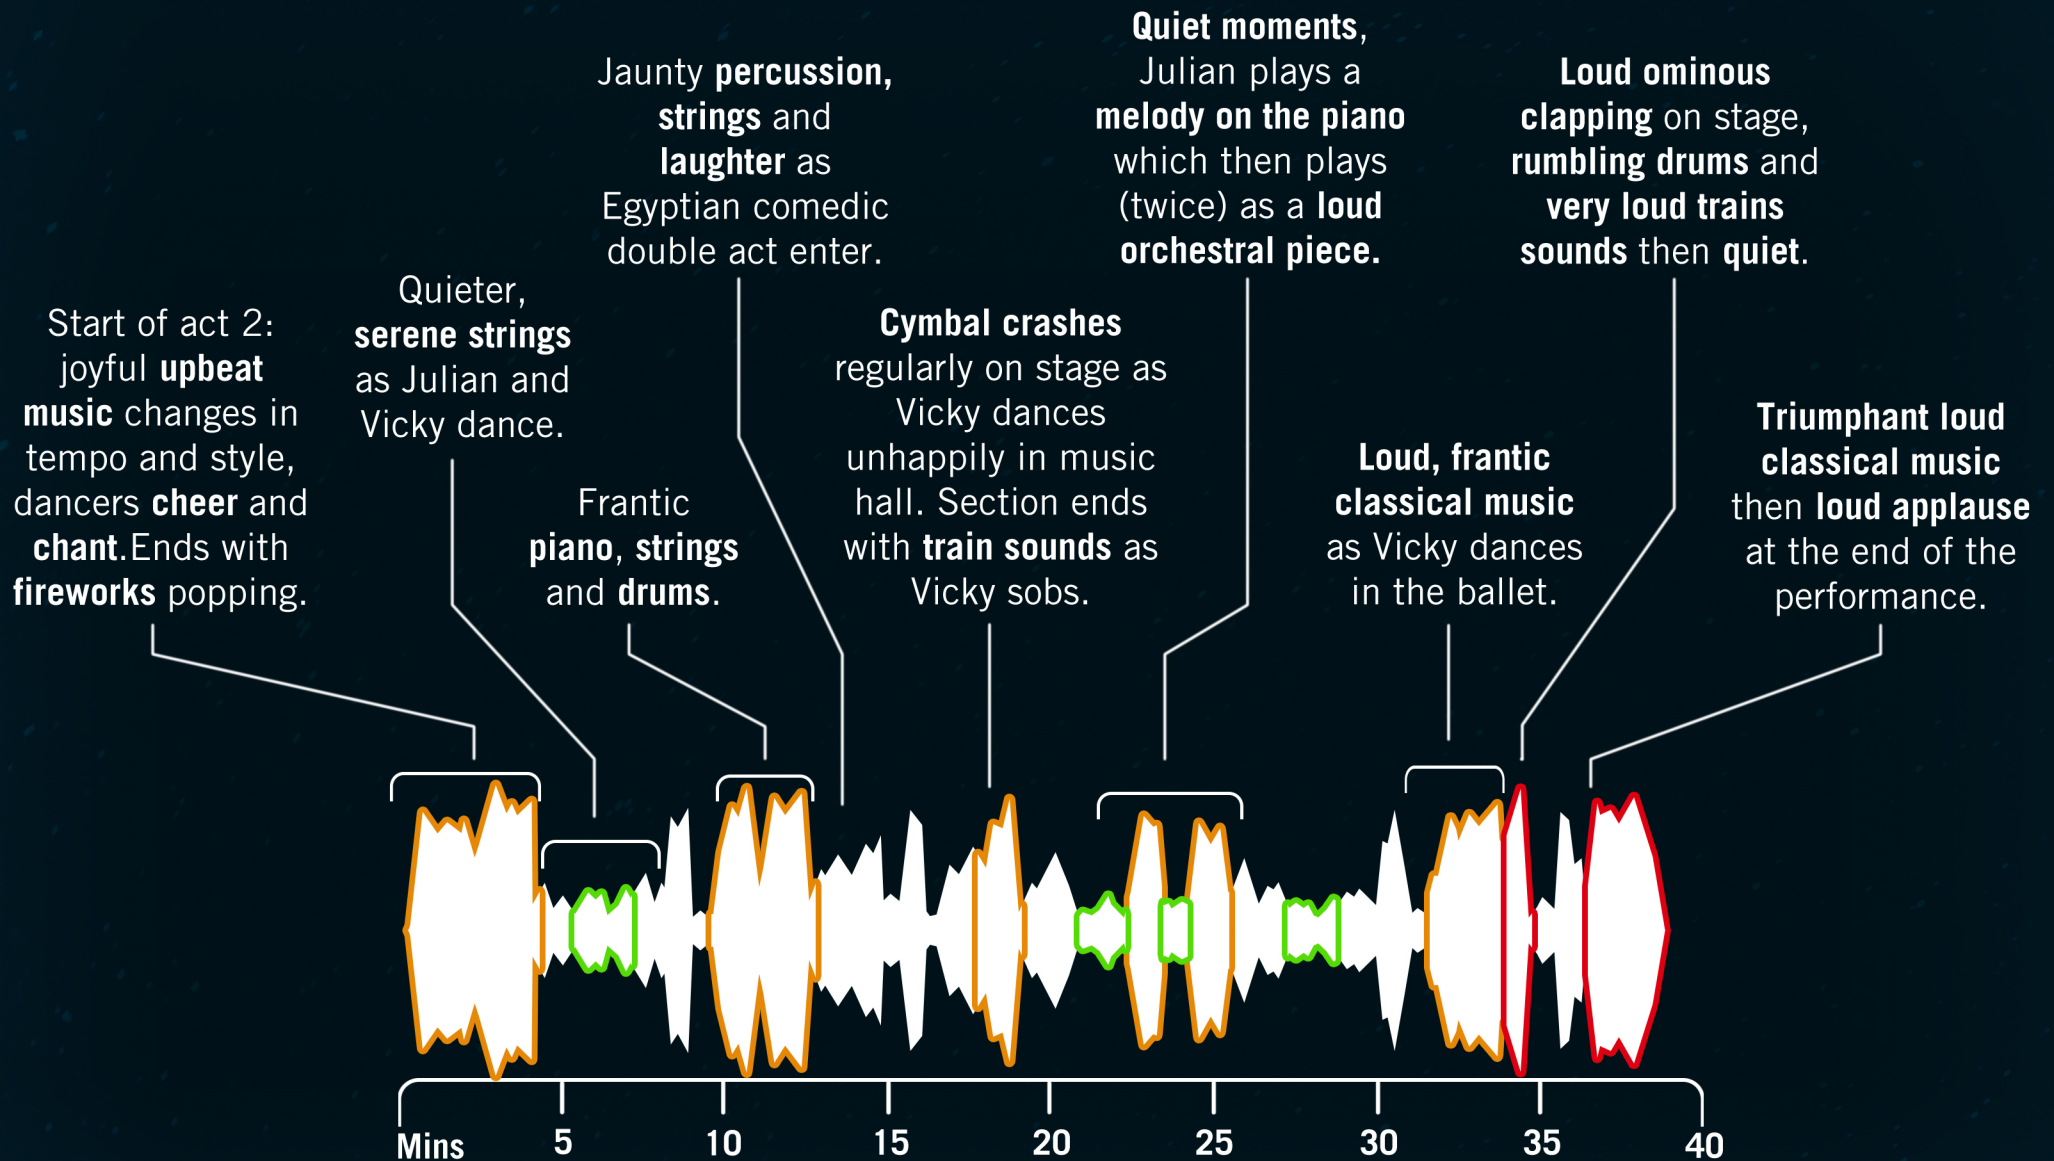 Start of act 2:
joyful upbeat
music changes in
tempo and style,
dancers cheer and
chant.Ends with
fireworks popping.
Quieter,
serene strings
as Julian and
Vicky dance.
Frantic
piano, strings
and drums.
Jaunty percussion,
strings and
laughter as
Egyptian comedic
double act enter.
Cymbal crashes
regularly on stage as
Vicky dances
unhappily in music
hall. Section ends
with train sounds as
Vicky sobs.
Quiet moments,
Julian plays a
melody on the piano
which then plays
(twice) as a loud
orchestral piece.
Loud, frantic
classical music
as Vicky dances
in the ballet.
Loud ominous
clapping on stage,
rumbling drums and
very loud trains
sounds then quiet.
Triumphant loud
classical music
then loud applause
at the end of the
performance.
Mins 5 10 15 20 25 30 35 40